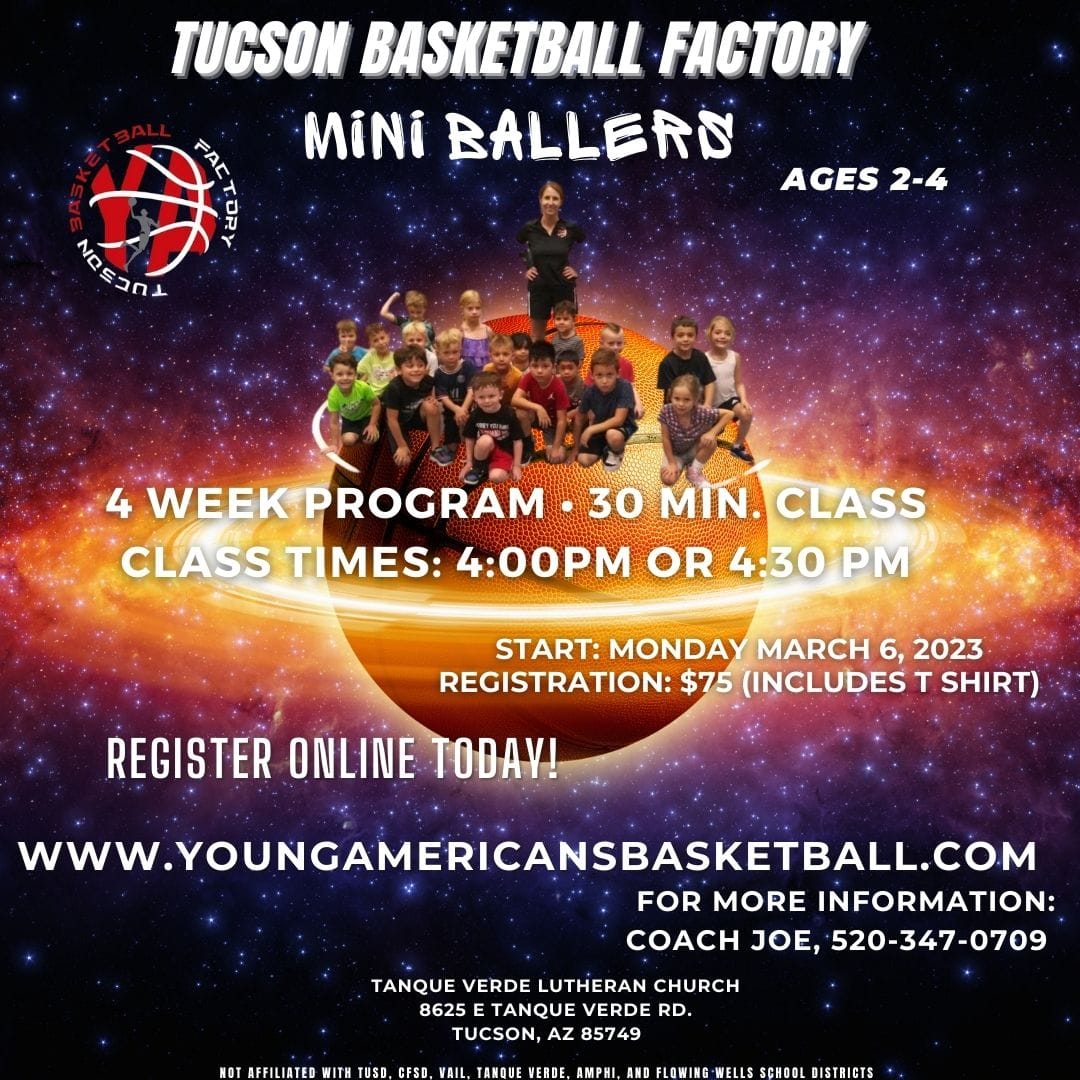 TUCSON BASKETBALL FACTORY
MINI BALLERS
AGES 2-4
TUCSON BASKETBALL FACTORY
YA
4 WEEK PROGRAM • 30 MIN. CLASS
CLASS TIMES: 4:00PM OR 4:30 PM
START: MONDAY MARCH 6, 2023
REGISTRATION: $75 (INCLUDES T SHIRT)
REGISTER ONLINE TODAY!
WWW.YOUNGAMERICANSBASKETBALL.COM
FOR MORE INFORMATION:
COACH JOE, 520-347-0709
TANQUE VERDE LUTHERAN CHURCH
8625 E TANQUE VERDE RD.
TUCSON, AZ 85749
NOT AFFILIATED WITH TUSD, CFSD, VAIL, TANQUE VERDE, AMPHI, AND FLOWING WELLS SCHOOL DISTRICTS